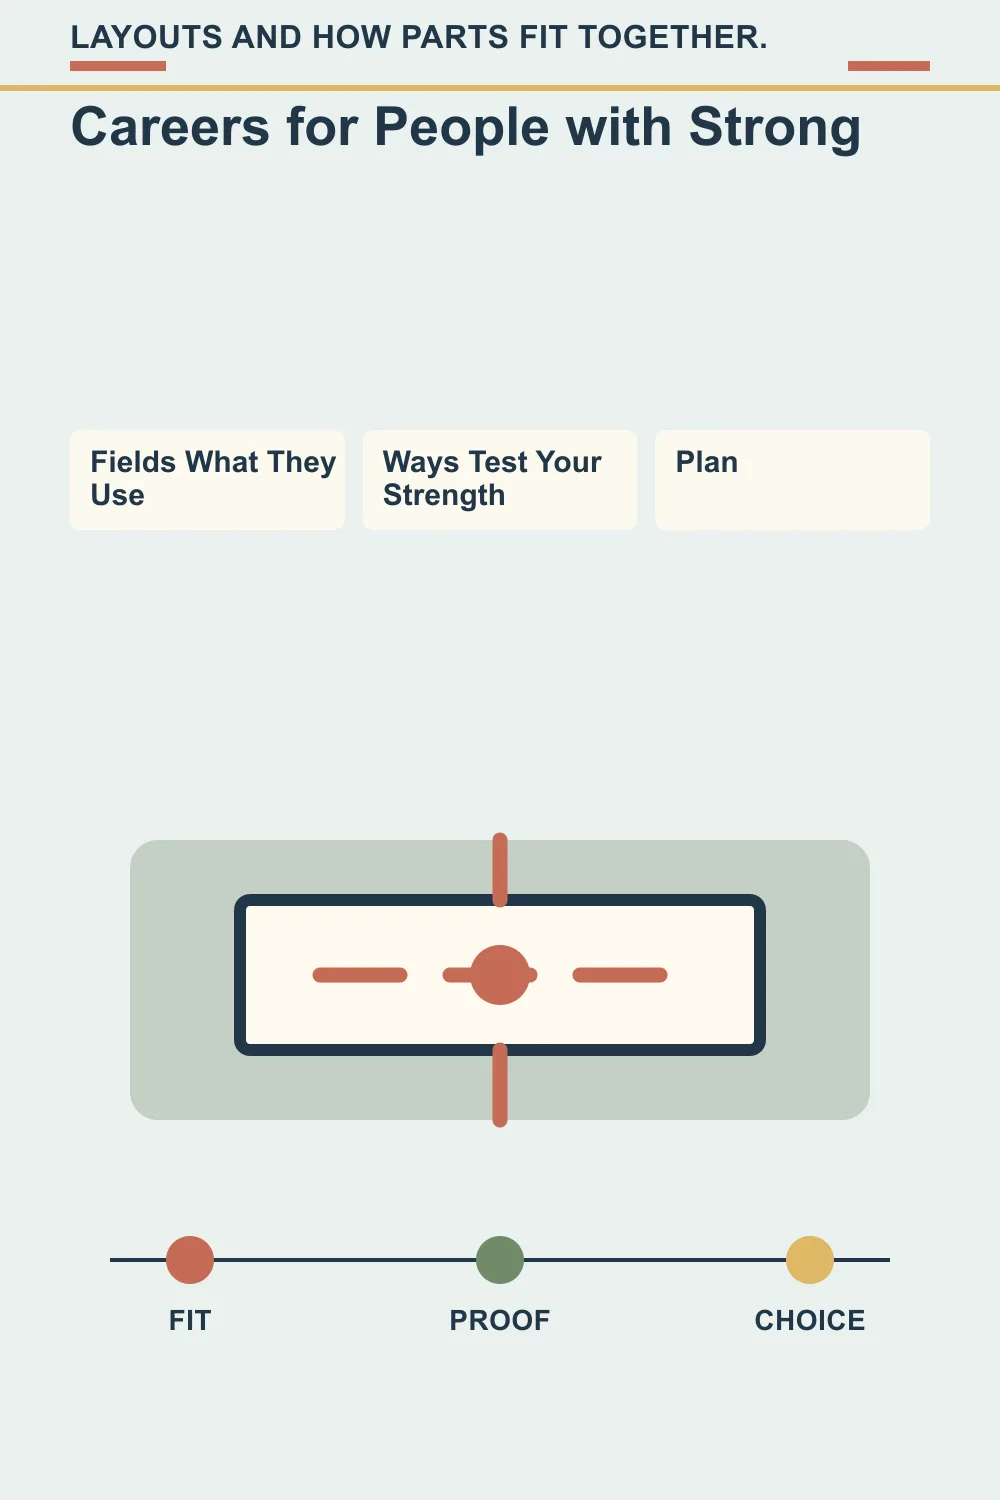 LAYOUTS AND HOW PARTS FIT TOGETHER.
Careers for People with Strong
Fields What They
Use
Ways Test Your
Strength
Plan
FIT
PROOF
CHOICE